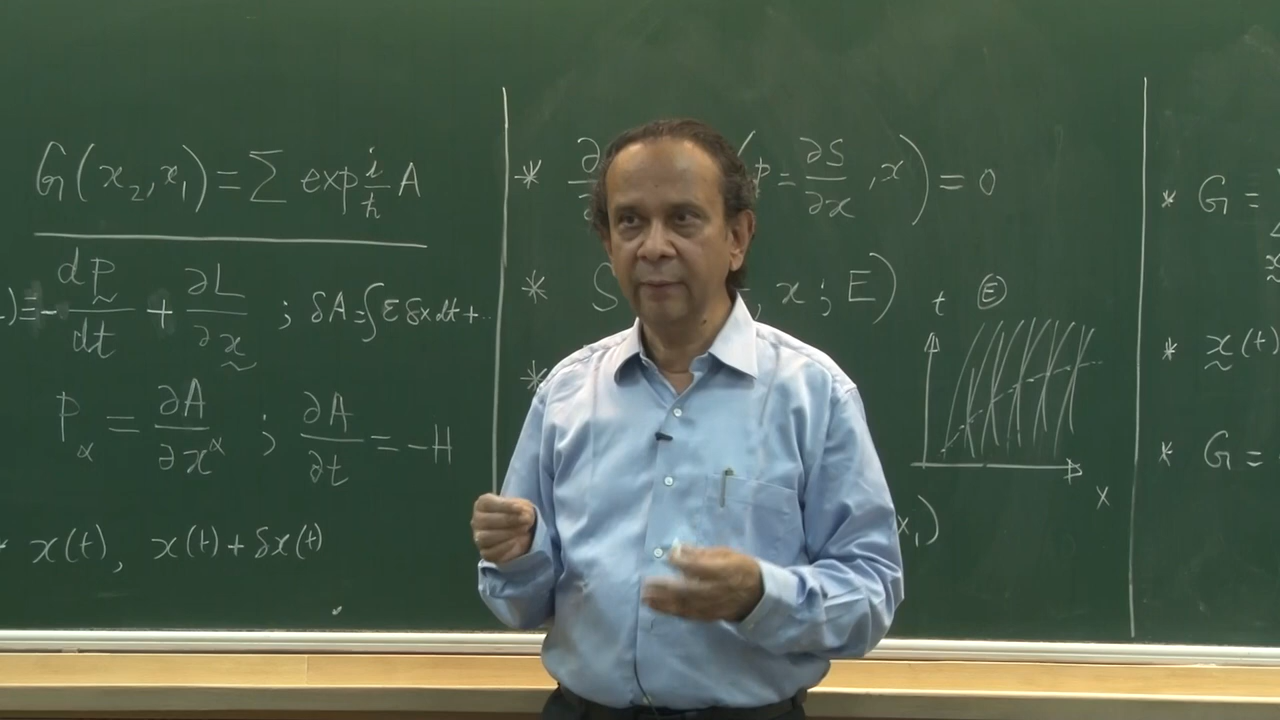 G(x₂,x₁) = Σ exp i/ħ A
) ≡ - dp/dt + ∂L/∂x ; δA = ∫ε δx dt + ..
P_α = ∂A/∂x^α ; ∂A/∂t = -H
x(t), x(t) + δx(t)
* ∂ p = ∂S/∂x , x) = 0
* S , x ; E)
*
t E
x
x₁)
* G =
* x(t)
* G =